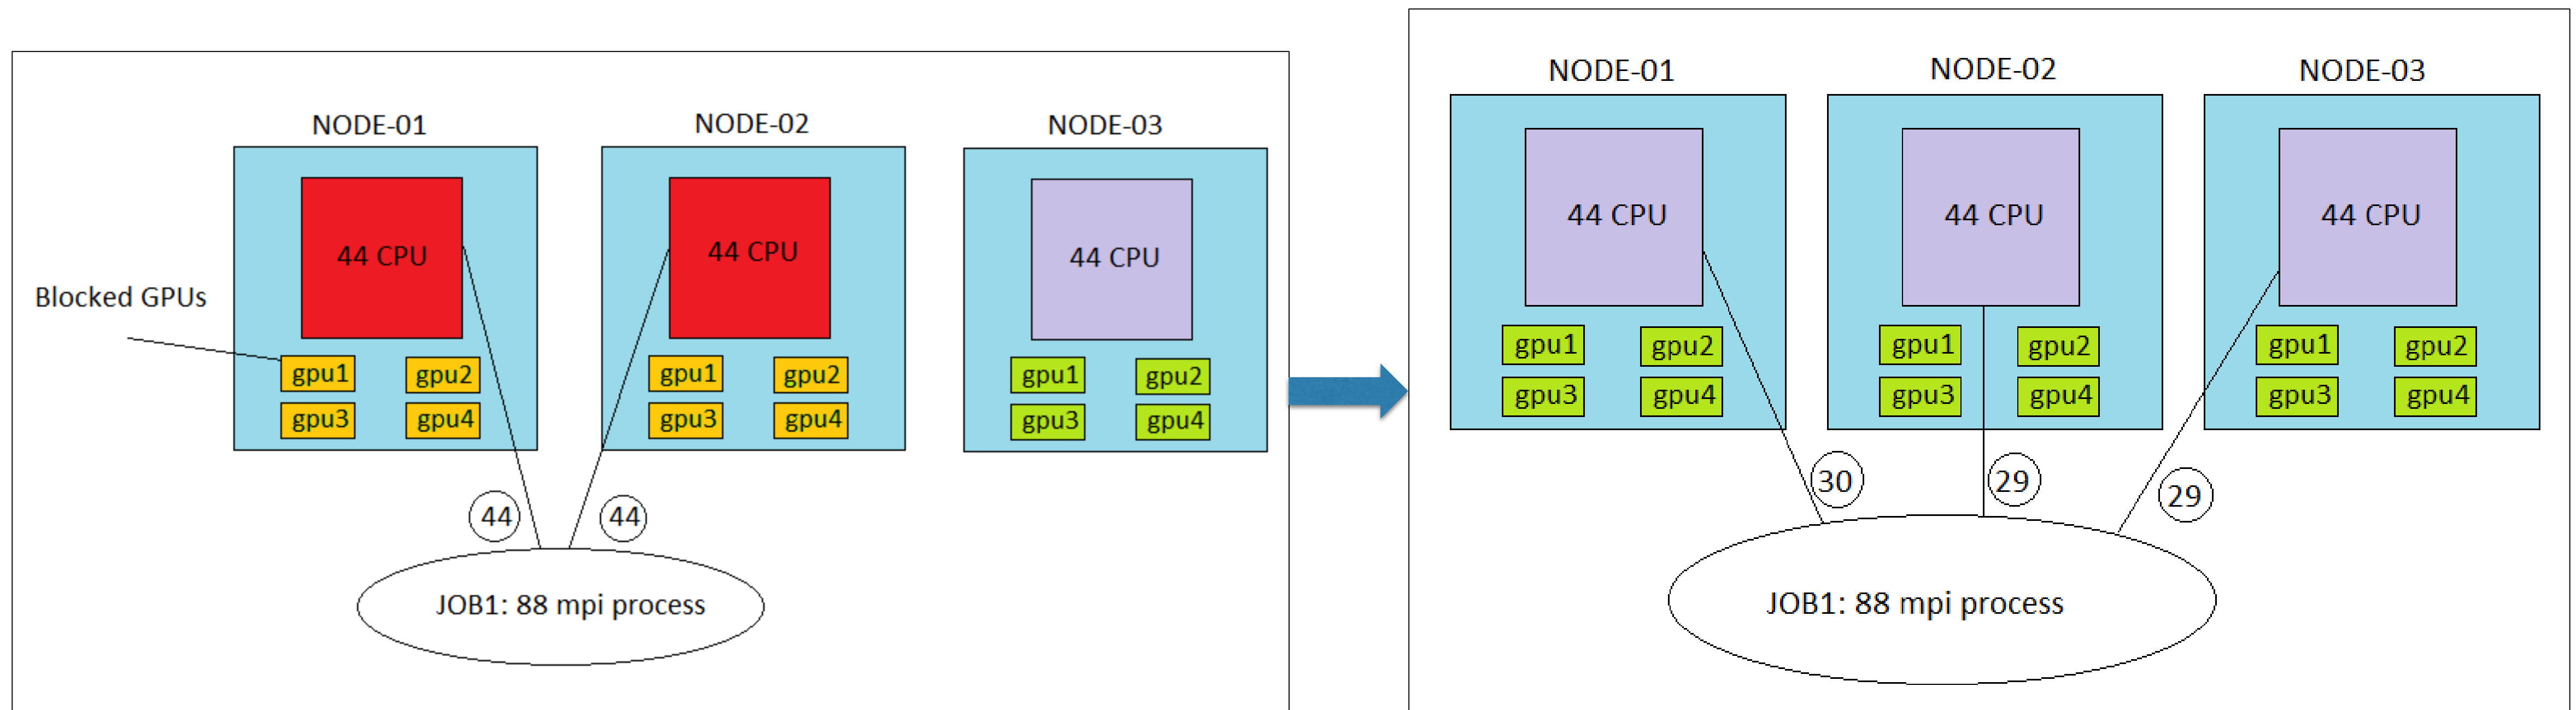 NODE-01
NODE-02
NODE-03
44 CPU
44 CPU
44 CPU
Blocked GPUs
gpu1 gpu2
gpu3 gpu4
gpu1 gpu2
gpu3 gpu4
gpu1 gpu2
gpu3 gpu4
44
44
JOB1: 88 mpi process
NODE-01
NODE-02
NODE-03
44 CPU
44 CPU
44 CPU
gpu1 gpu2
gpu3 gpu4
gpu1 gpu2
gpu3 gpu4
gpu1 gpu2
gpu3 gpu4
30
29
29
JOB1: 88 mpi process